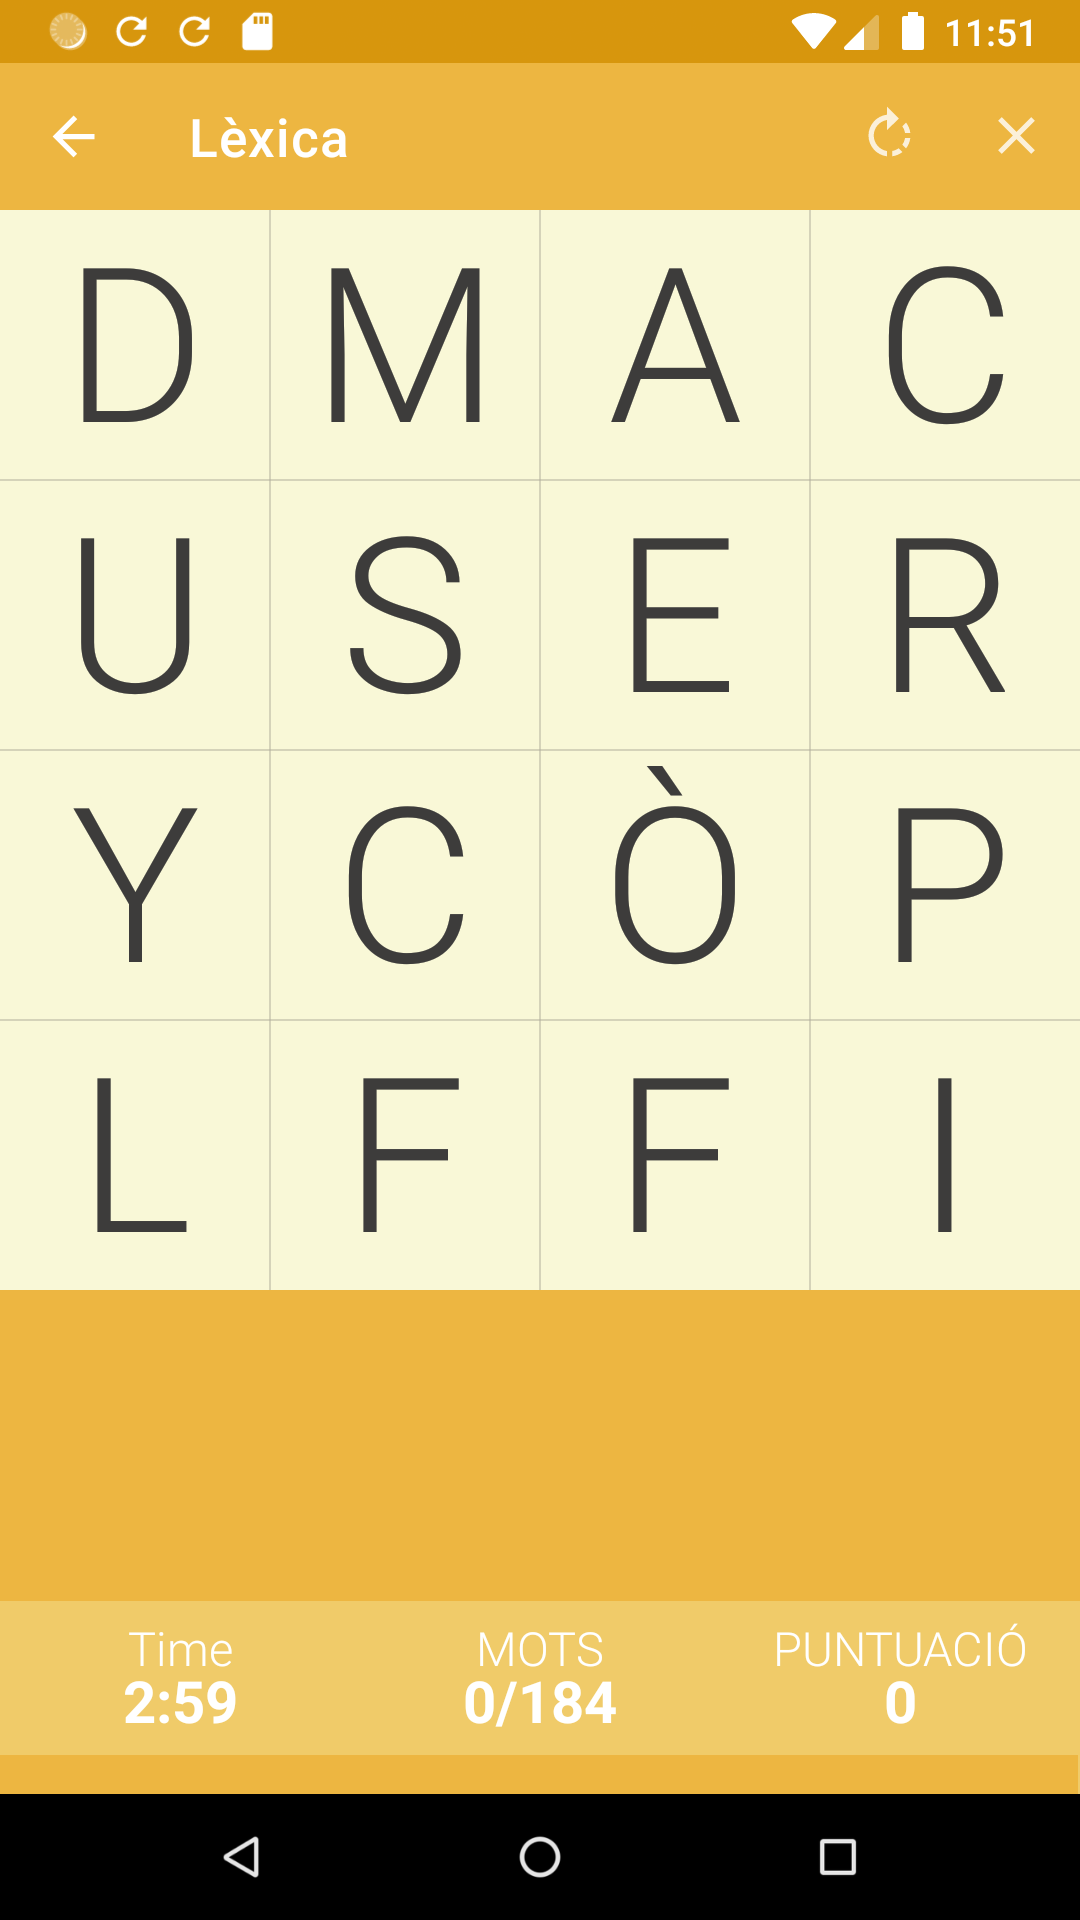 11:51
Lèxica
D M A C
U S E R
Y C Ò P
L F F I
Time MOTS PUNTUACIÓ
2:59 0/184 0